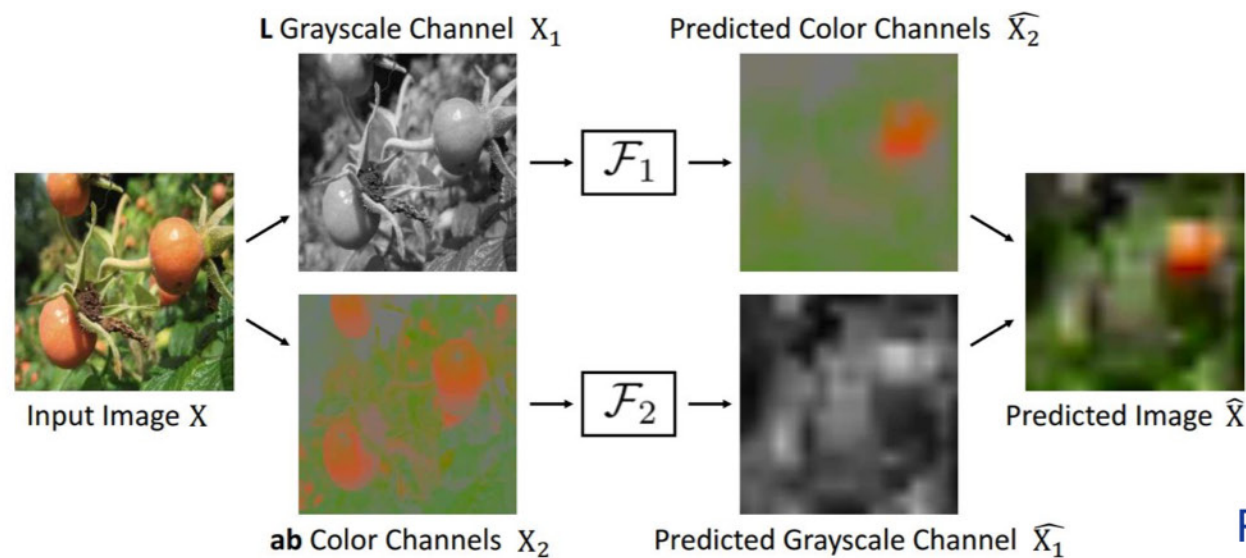 L Grayscale Channel X₁
Predicted Color Channels X̂₂
F₁
Input Image X
Predicted Image X̂
F₂
ab Color Channels X₂
Predicted Grayscale Channel X̂₁